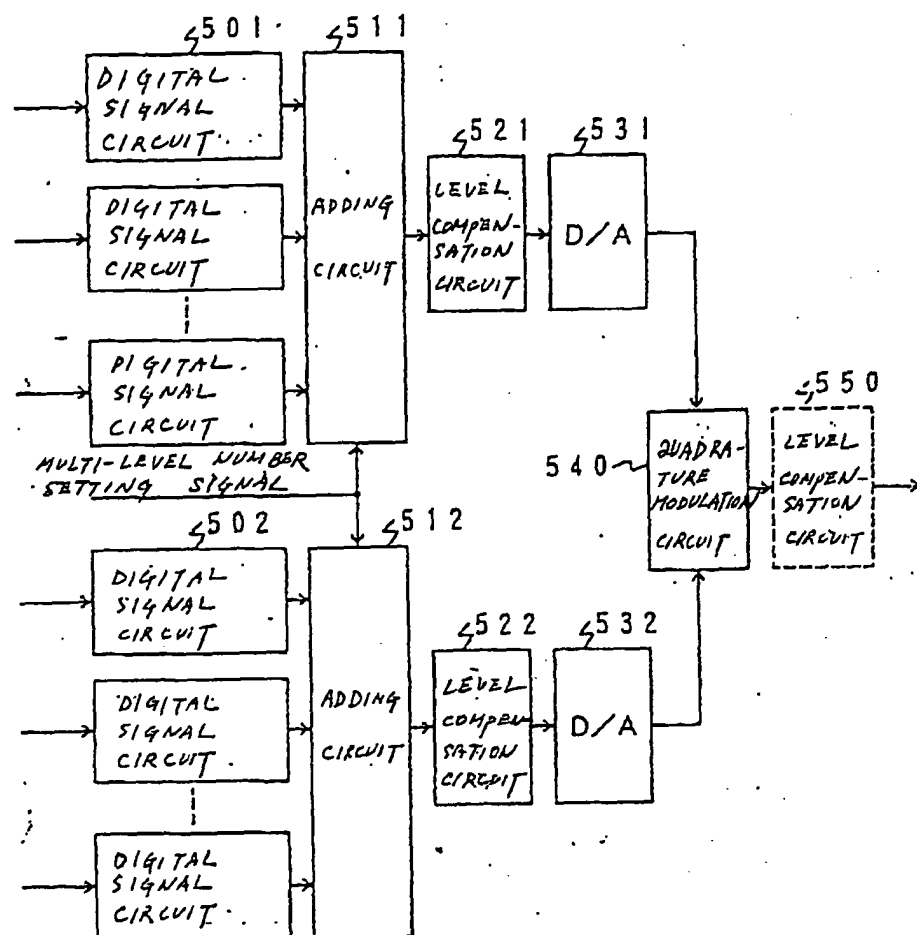 501
DIGITAL
SIGNAL
CIRCUIT
DIGITAL
SIGNAL
CIRCUIT
DIGITAL
SIGNAL
CIRCUIT
511
ADDING
CIRCUIT
521
LEVEL
COMPEN-
SATION
CIRCUIT
531
D/A
MULTI-LEVEL NUMBER
SETTING SIGNAL
540
QUADRA-
TURE
MODULATION
CIRCUIT
550
LEVEL
COMPEN-
SATION
CIRCUIT
502
DIGITAL
SIGNAL
CIRCUIT
DIGITAL
SIGNAL
CIRCUIT
DIGITAL
SIGNAL
CIRCUIT
512
ADDING
CIRCUIT
522
LEVEL
COMPEN-
SATION
CIRCUIT
532
D/A